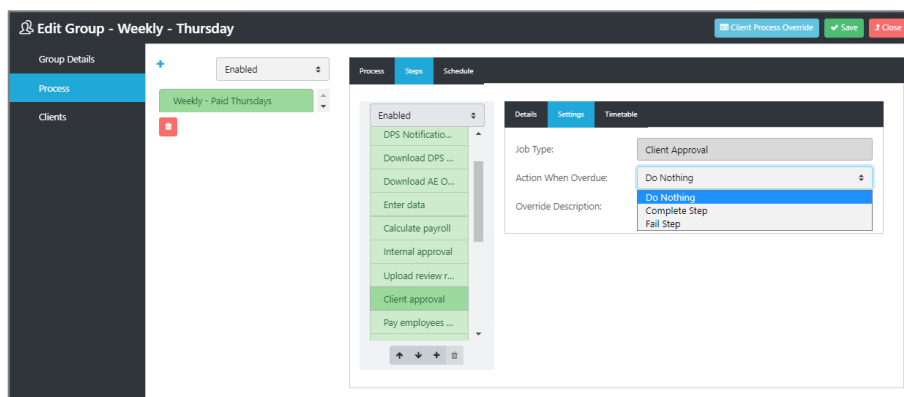 Edit Group - Weekly - Thursday
Client Process Override
Save
Close
Group Details
Process
Clients
Enabled
Weekly - Paid Thursdays
Process Steps Schedule
Enabled
DPS Notificatio...
Download DPS ...
Download AE O...
Enter data
Calculate payroll
Internal approval
Upload review r...
Client approval
Pay employees ...
Details Settings Timetable
Job Type: Client Approval
Action When Overdue: Do Nothing
Do Nothing
Complete Step
Fail Step
Override Description: